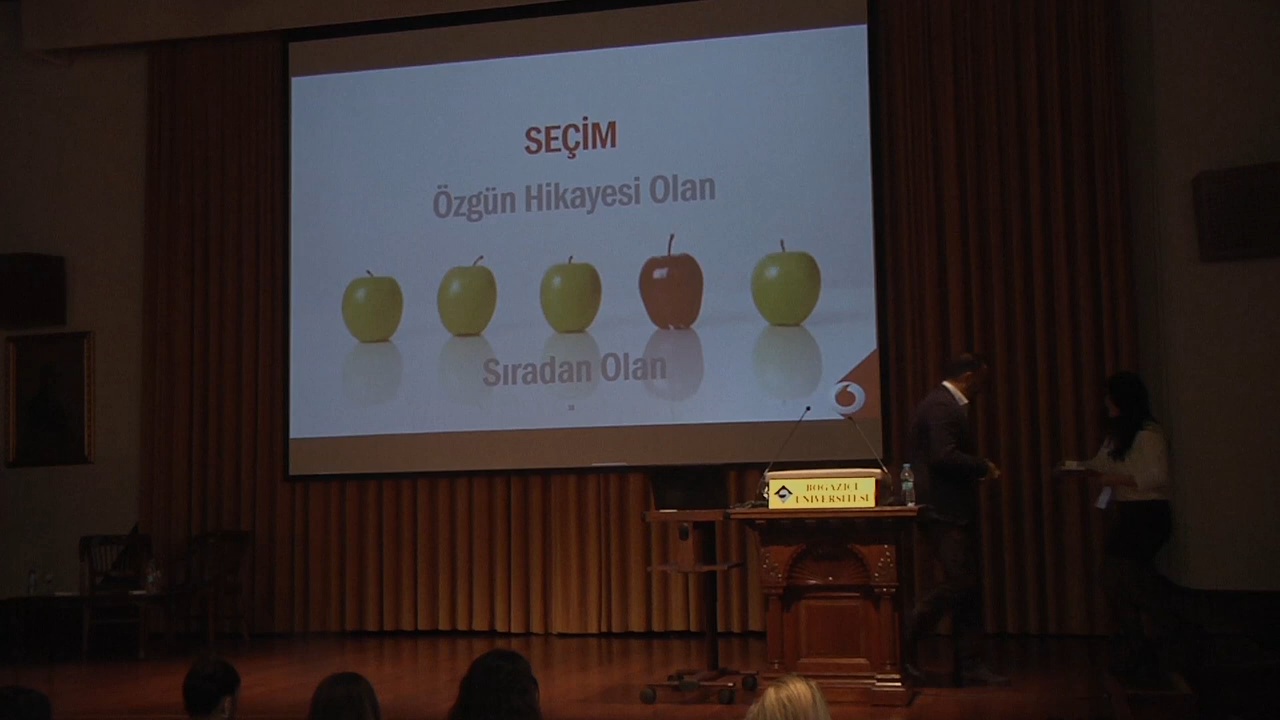 SEÇİM
Özgün Hikayesi Olan
Sıradan Olan
BOĞAZİÇİ
ÜNİVERSİTESİ